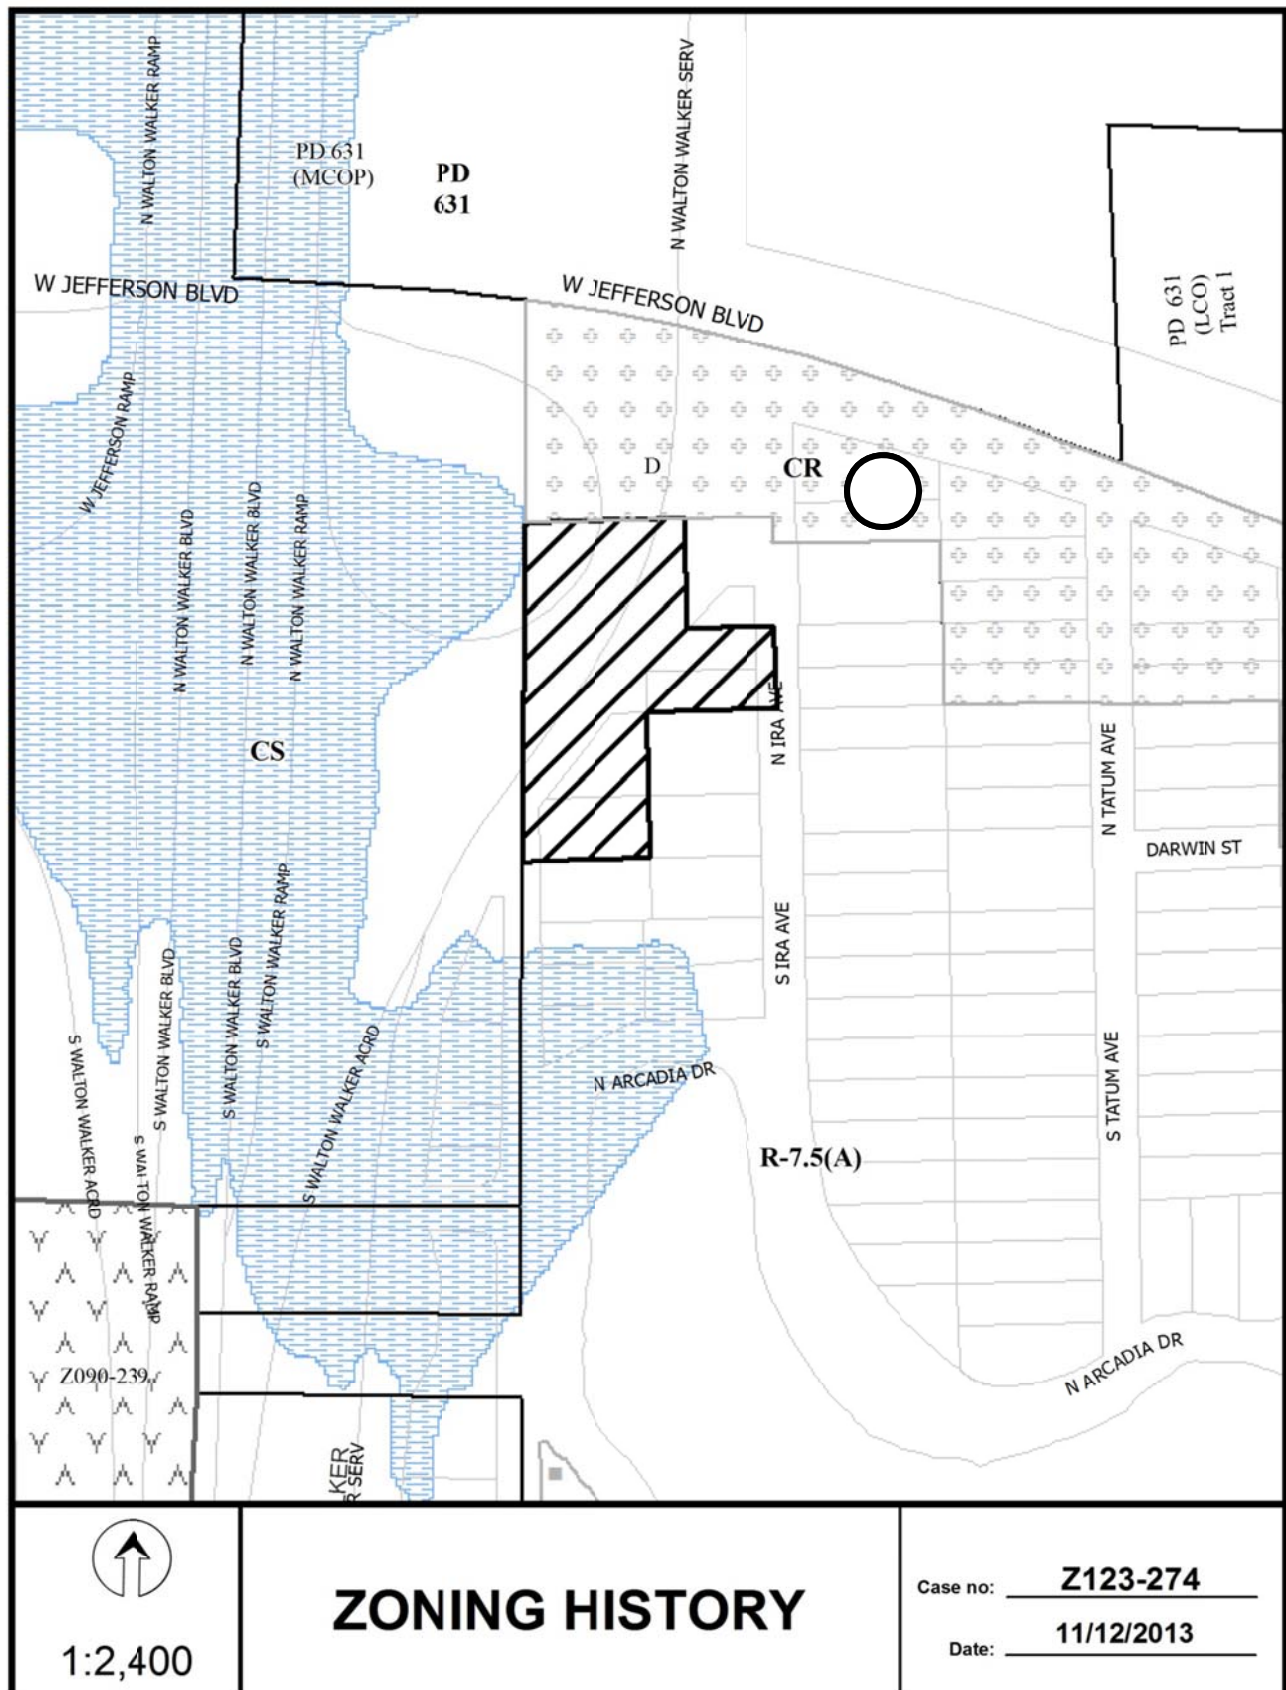 N WALTON WALKER RAMP
N WALTON WALKER SERV
PD 631
(MCOP)
PD
631
W JEFFERSON BLVD
W JEFFERSON BLVD
PD 631
(LCO)
Tract 1
W JEFFERSON RAMP
D
CR
N WALTON WALKER BLVD
N WALTON WALKER BLVD
N WALTON WALKER RAMP
N IRA AVE
CS
N TATUM AVE
DARWIN ST
S WALTON WALKER RAMP
S IRA AVE
S WALTON WALKER BLVD
S WALTON WALKER BLVD
S WALTON WALKER ACRD
S WALTON WALKER ACRD
N ARCADIA DR
S TATUM AVE
S WALTON WALKER RAMP
R-7.5(A)
N ARCADIA DR
Z090-239
KER
R SERV
1:2,400
ZONING HISTORY
Case no: Z123-274
Date: 11/12/2013